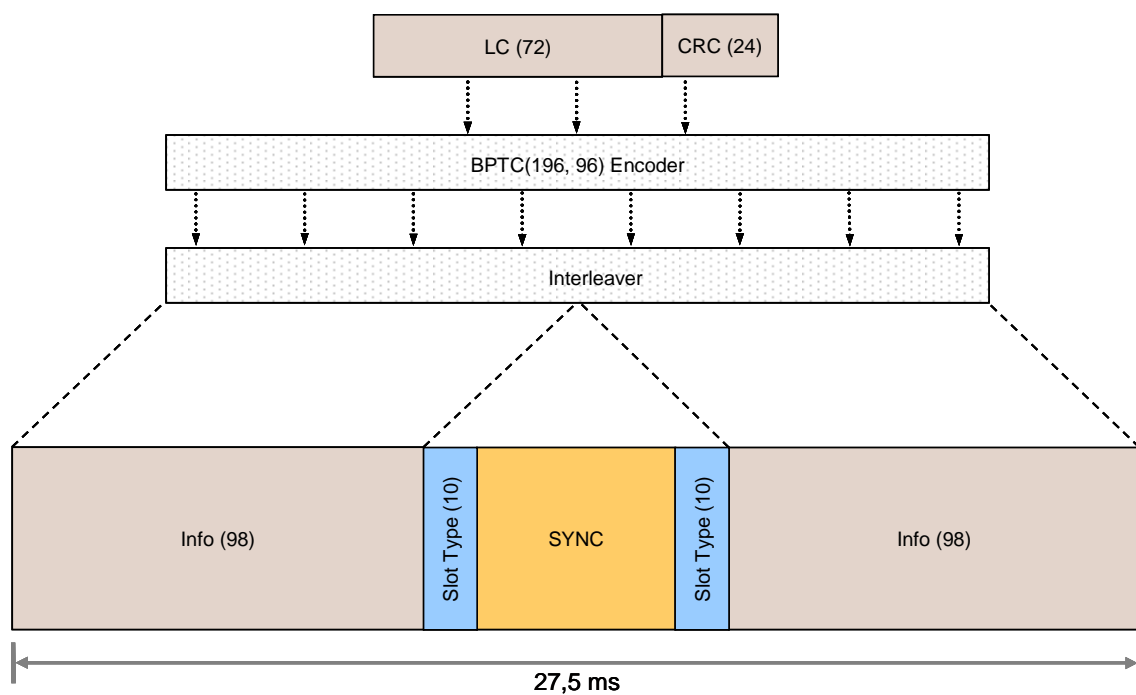 LC (72)
CRC (24)
BPTC(196, 96) Encoder
Interleaver
Info (98)
Slot Type (10)
SYNC
Slot Type (10)
Info (98)
27,5 ms